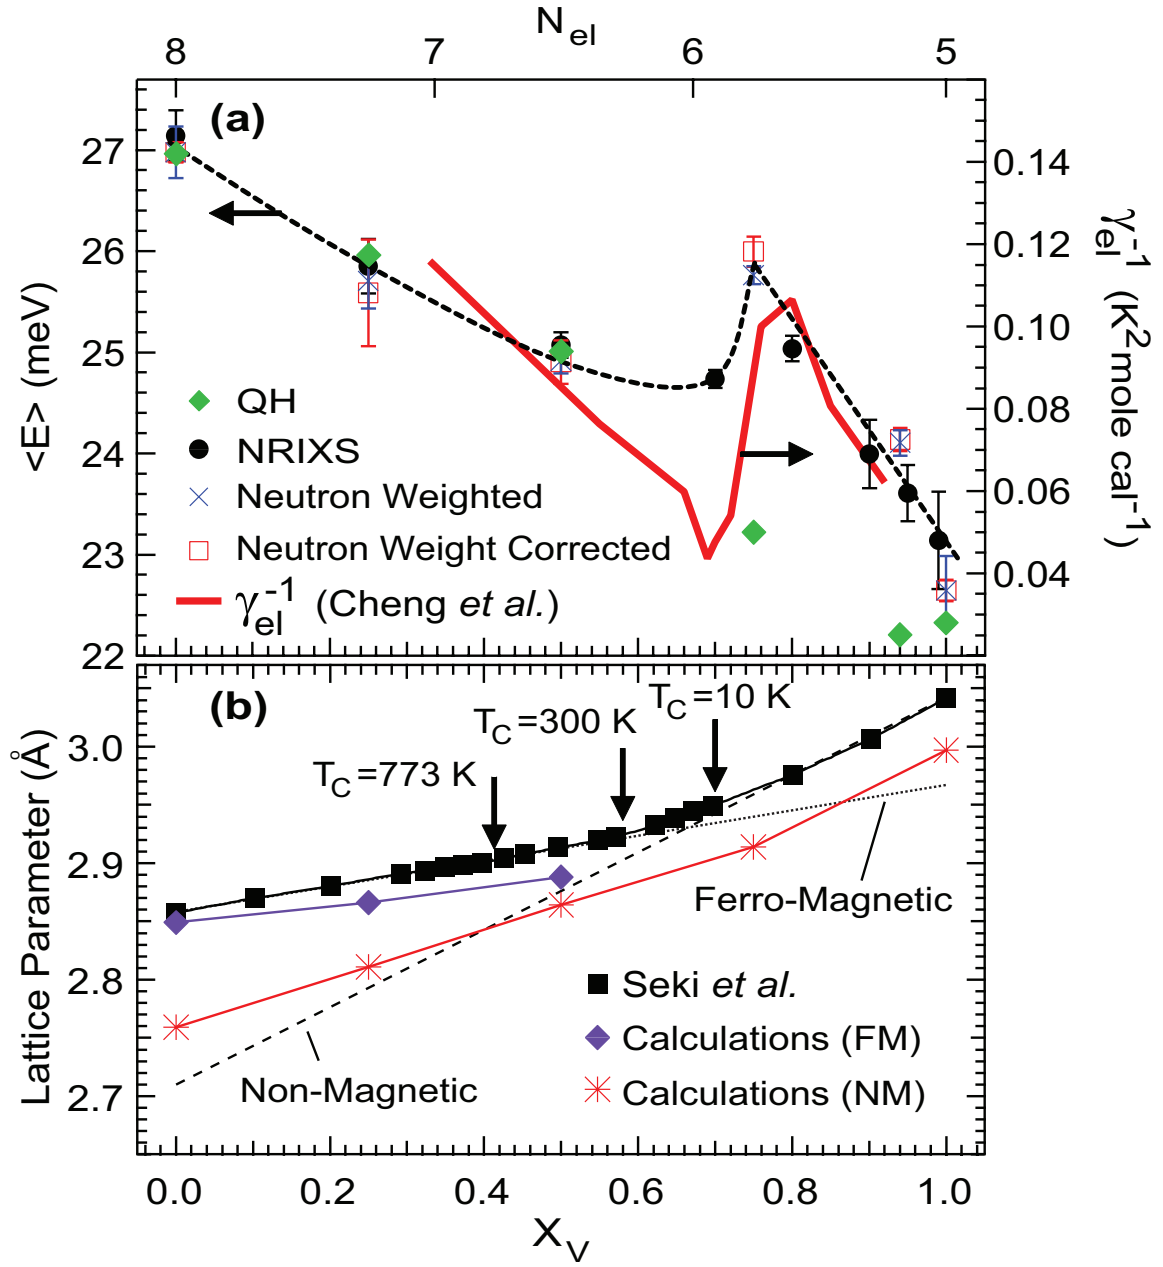 N_el
8 7 6 5
(a)
27
26
25
24
23
22
<E> (meV)
0.14
0.12
0.10
0.08
0.06
0.04
γ_el^-1 (K^2 mole cal^-1)
QH
NRIXS
Neutron Weighted
Neutron Weight Corrected
γ_el^-1 (Cheng et al.)
(b)
T_C=10 K
T_C=300 K
T_C=773 K
3.0
2.9
2.8
2.7
Lattice Parameter (Å)
Ferro-Magnetic
Non-Magnetic
Seki et al.
Calculations (FM)
Calculations (NM)
0.0 0.2 0.4 0.6 0.8 1.0
X_V